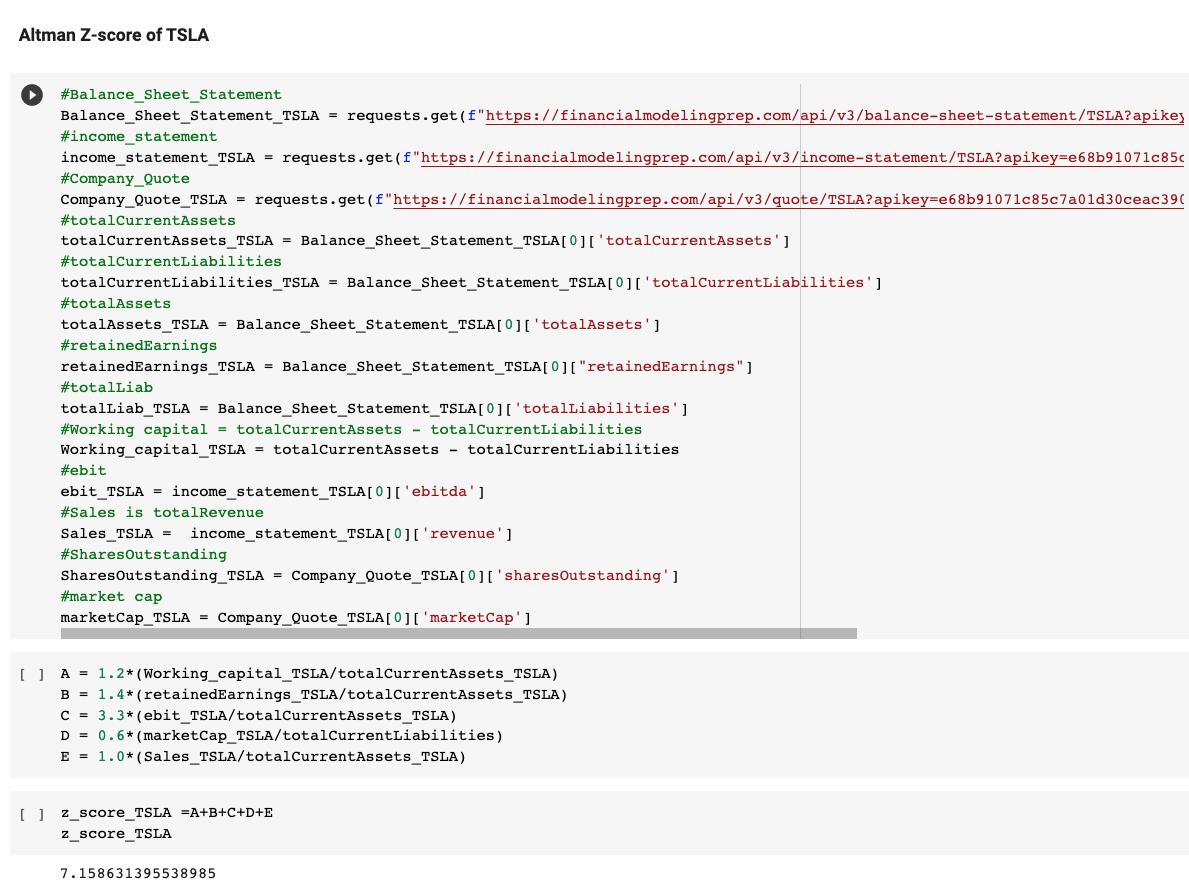 Altman Z-score of TSLA
#Balance_Sheet_Statement
Balance_Sheet_Statement_TSLA = requests.get(f"https://financialmodelingprep.com/api/v3/balance-sheet-statement/TSLA?apikey
#income_statement
income_statement_TSLA = requests.get(f"https://financialmodelingprep.com/api/v3/income-statement/TSLA?apikey=e68b91071c85c
#Company_Quote
Company_Quote_TSLA = requests.get(f"https://financialmodelingprep.com/api/v3/quote/TSLA?apikey=e68b91071c85c7a01d30ceac390
#totalCurrentAssets
totalCurrentAssets_TSLA = Balance_Sheet_Statement_TSLA[0]['totalCurrentAssets']
#totalCurrentLiabilities
totalCurrentLiabilities_TSLA = Balance_Sheet_Statement_TSLA[0]['totalCurrentLiabilities']
#totalAssets
totalAssets_TSLA = Balance_Sheet_Statement_TSLA[0]['totalAssets']
#retainedEarnings
retainedEarnings_TSLA = Balance_Sheet_Statement_TSLA[0]["retainedEarnings"]
#totalLiab
totalLiab_TSLA = Balance_Sheet_Statement_TSLA[0]['totalLiabilities']
#Working capital = totalCurrentAssets - totalCurrentLiabilities
Working_capital_TSLA = totalCurrentAssets - totalCurrentLiabilities
#ebit
ebit_TSLA = income_statement_TSLA[0]['ebitda']
#Sales is totalRevenue
Sales_TSLA =  income_statement_TSLA[0]['revenue']
#SharesOutstanding
SharesOutstanding_TSLA = Company_Quote_TSLA[0]['sharesOutstanding']
#market cap
marketCap_TSLA = Company_Quote_TSLA[0]['marketCap']
[ ] A = 1.2*(Working_capital_TSLA/totalCurrentAssets_TSLA)
B = 1.4*(retainedEarnings_TSLA/totalCurrentAssets_TSLA)
C = 3.3*(ebit_TSLA/totalCurrentAssets_TSLA)
D = 0.6*(marketCap_TSLA/totalCurrentLiabilities)
E = 1.0*(Sales_TSLA/totalCurrentAssets_TSLA)
[ ] z_score_TSLA =A+B+C+D+E
z_score_TSLA
7.158631395538985